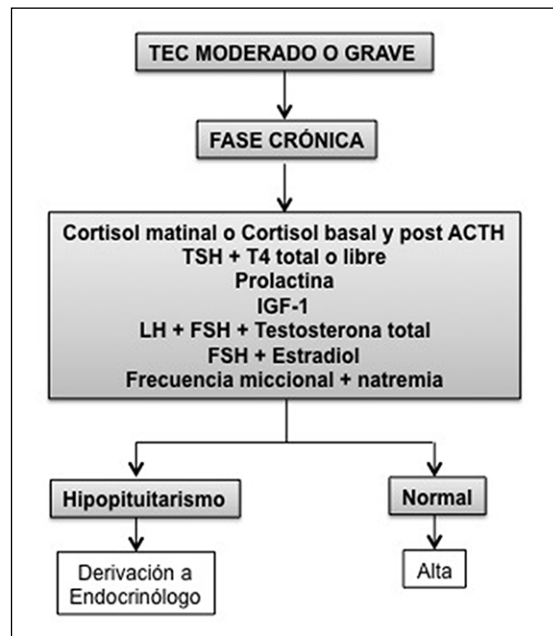 TEC MODERADO O GRAVE
FASE CRÓNICA
Cortisol matinal o Cortisol basal y post ACTH
TSH + T4 total o libre
Prolactina
IGF-1
LH + FSH + Testosterona total
FSH + Estradiol
Frecuencia miccional + natremia
Hipopituitarismo
Normal
Derivación a
Endocrinólogo
Alta